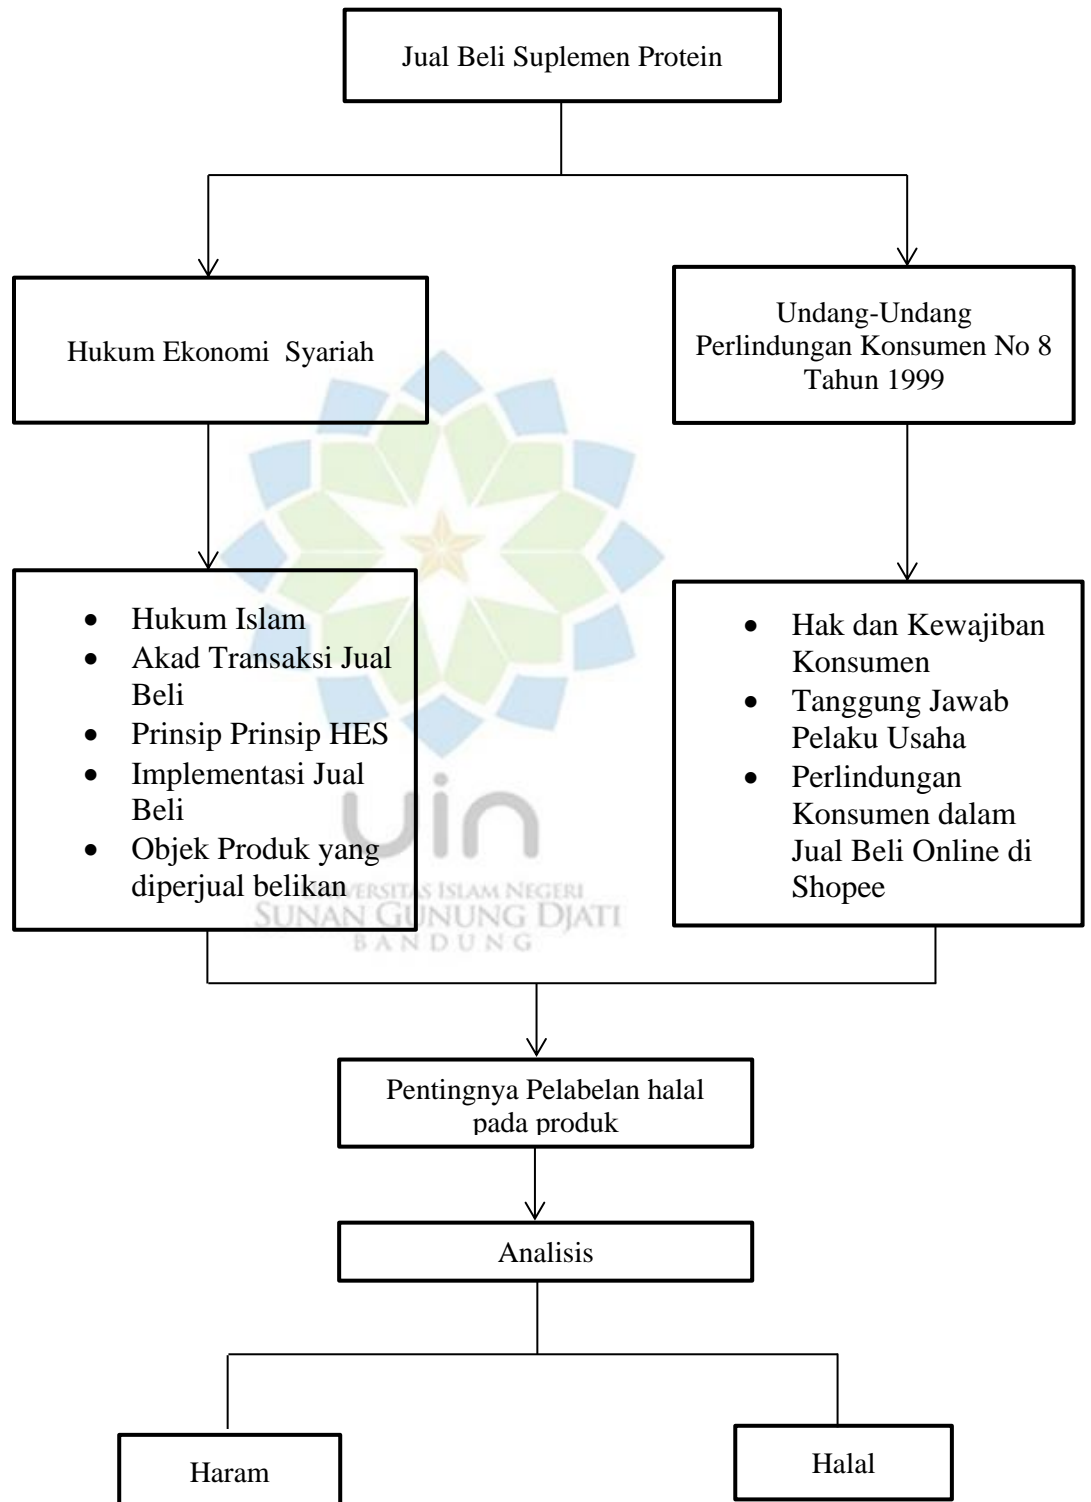 Jual Beli Suplemen Protein
Hukum Ekonomi Syariah
Undang-Undang
Perlindungan Konsumen No 8
Tahun 1999
• Hukum Islam
• Akad Transaksi Jual
Beli
• Prinsip Prinsip HES
• Implementasi Jual
Beli
• Objek Produk yang
diperjual belikan
• Hak dan Kewajiban
Konsumen
• Tanggung Jawab
Pelaku Usaha
• Perlindungan
Konsumen dalam
Jual Beli Online di
Shopee
uin
UNIVERSITAS ISLAM NEGERI
SUNAN GUNUNG DJATI
BANDUNG
Pentingnya Pelabelan halal
pada produk
Analisis
Haram
Halal